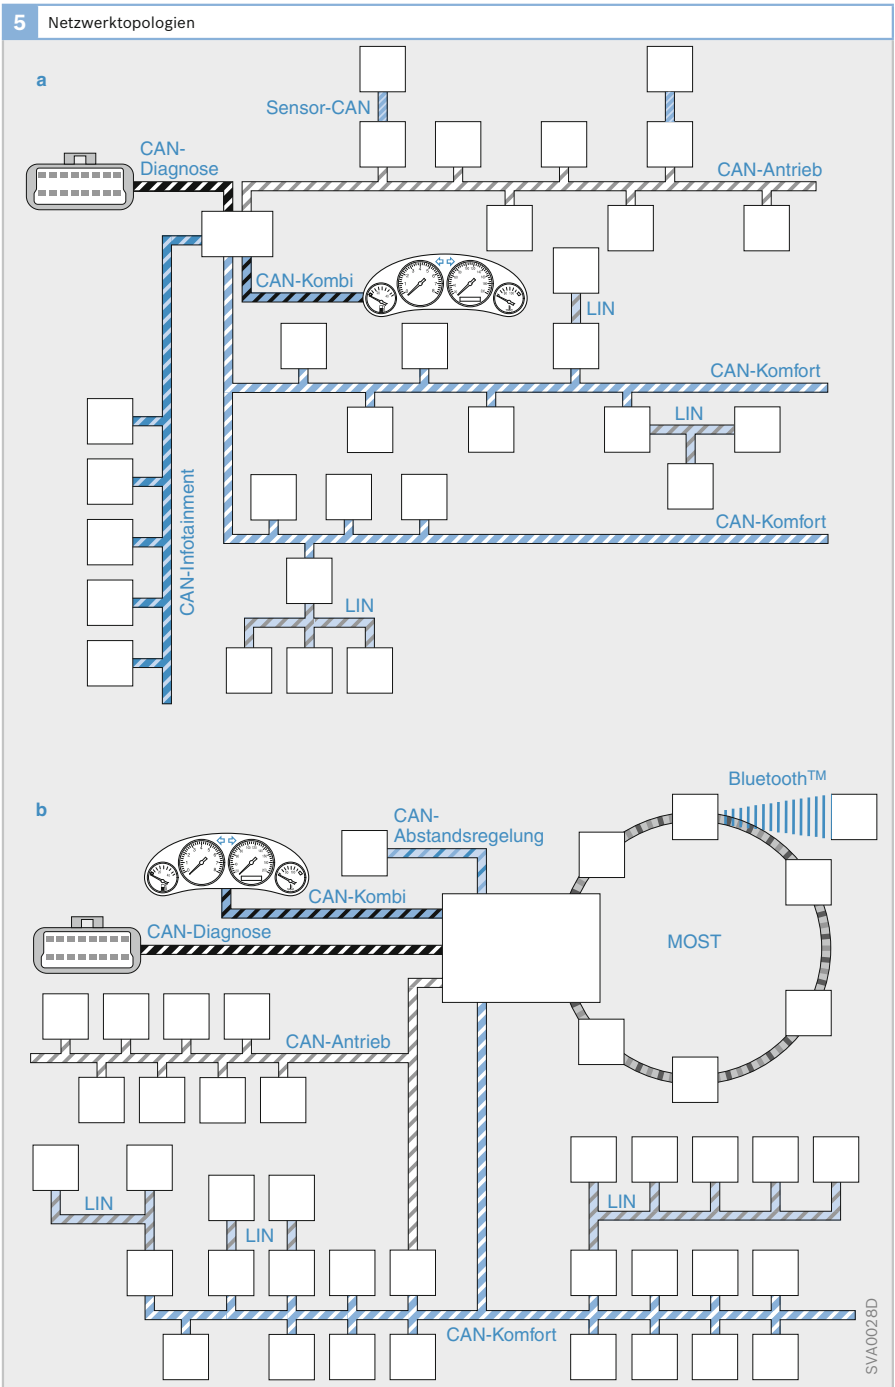 5 Netzwerktopologien
a
Sensor-CAN
CAN-
Diagnose
CAN-Antrieb
CAN-Kombi
LIN
CAN-Komfort
LIN
CAN-Infotainment
CAN-Komfort
LIN
b
Bluetooth™
CAN-
Abstandsregelung
CAN-Kombi
CAN-Diagnose
MOST
CAN-Antrieb
LIN
LIN
LIN
CAN-Komfort
SVA0028D